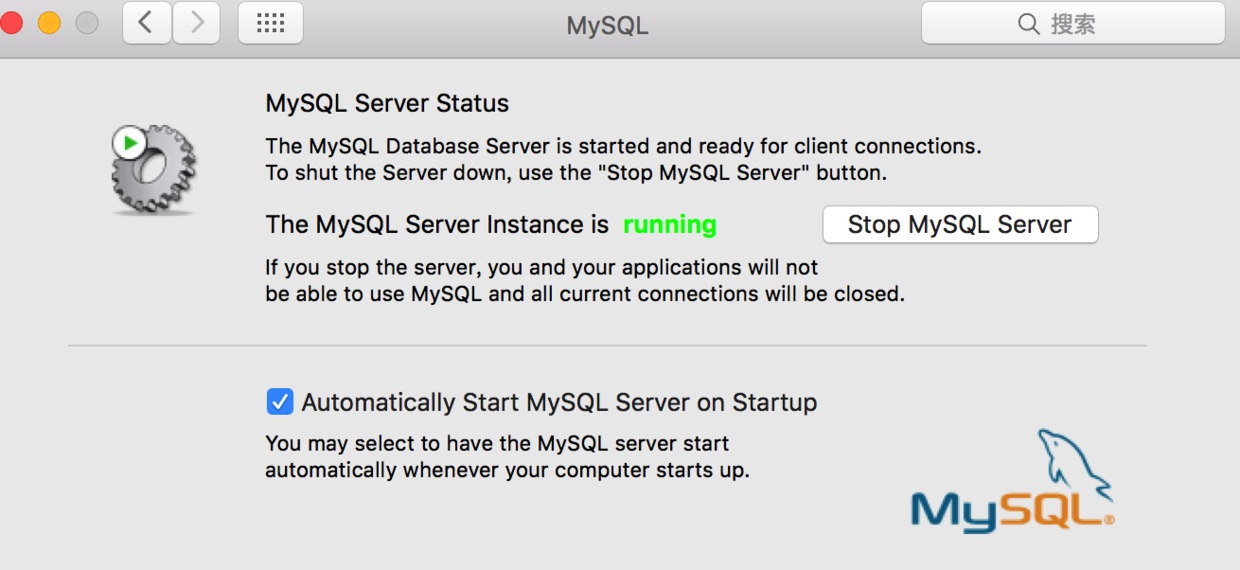 MySQL
搜索
MySQL Server Status
The MySQL Database Server is started and ready for client connections.
To shut the Server down, use the "Stop MySQL Server" button.
The MySQL Server Instance is running
Stop MySQL Server
If you stop the server, you and your applications will not
be able to use MySQL and all current connections will be closed.
Automatically Start MySQL Server on Startup
You may select to have the MySQL server start
automatically whenever your computer starts up.
MySQL®